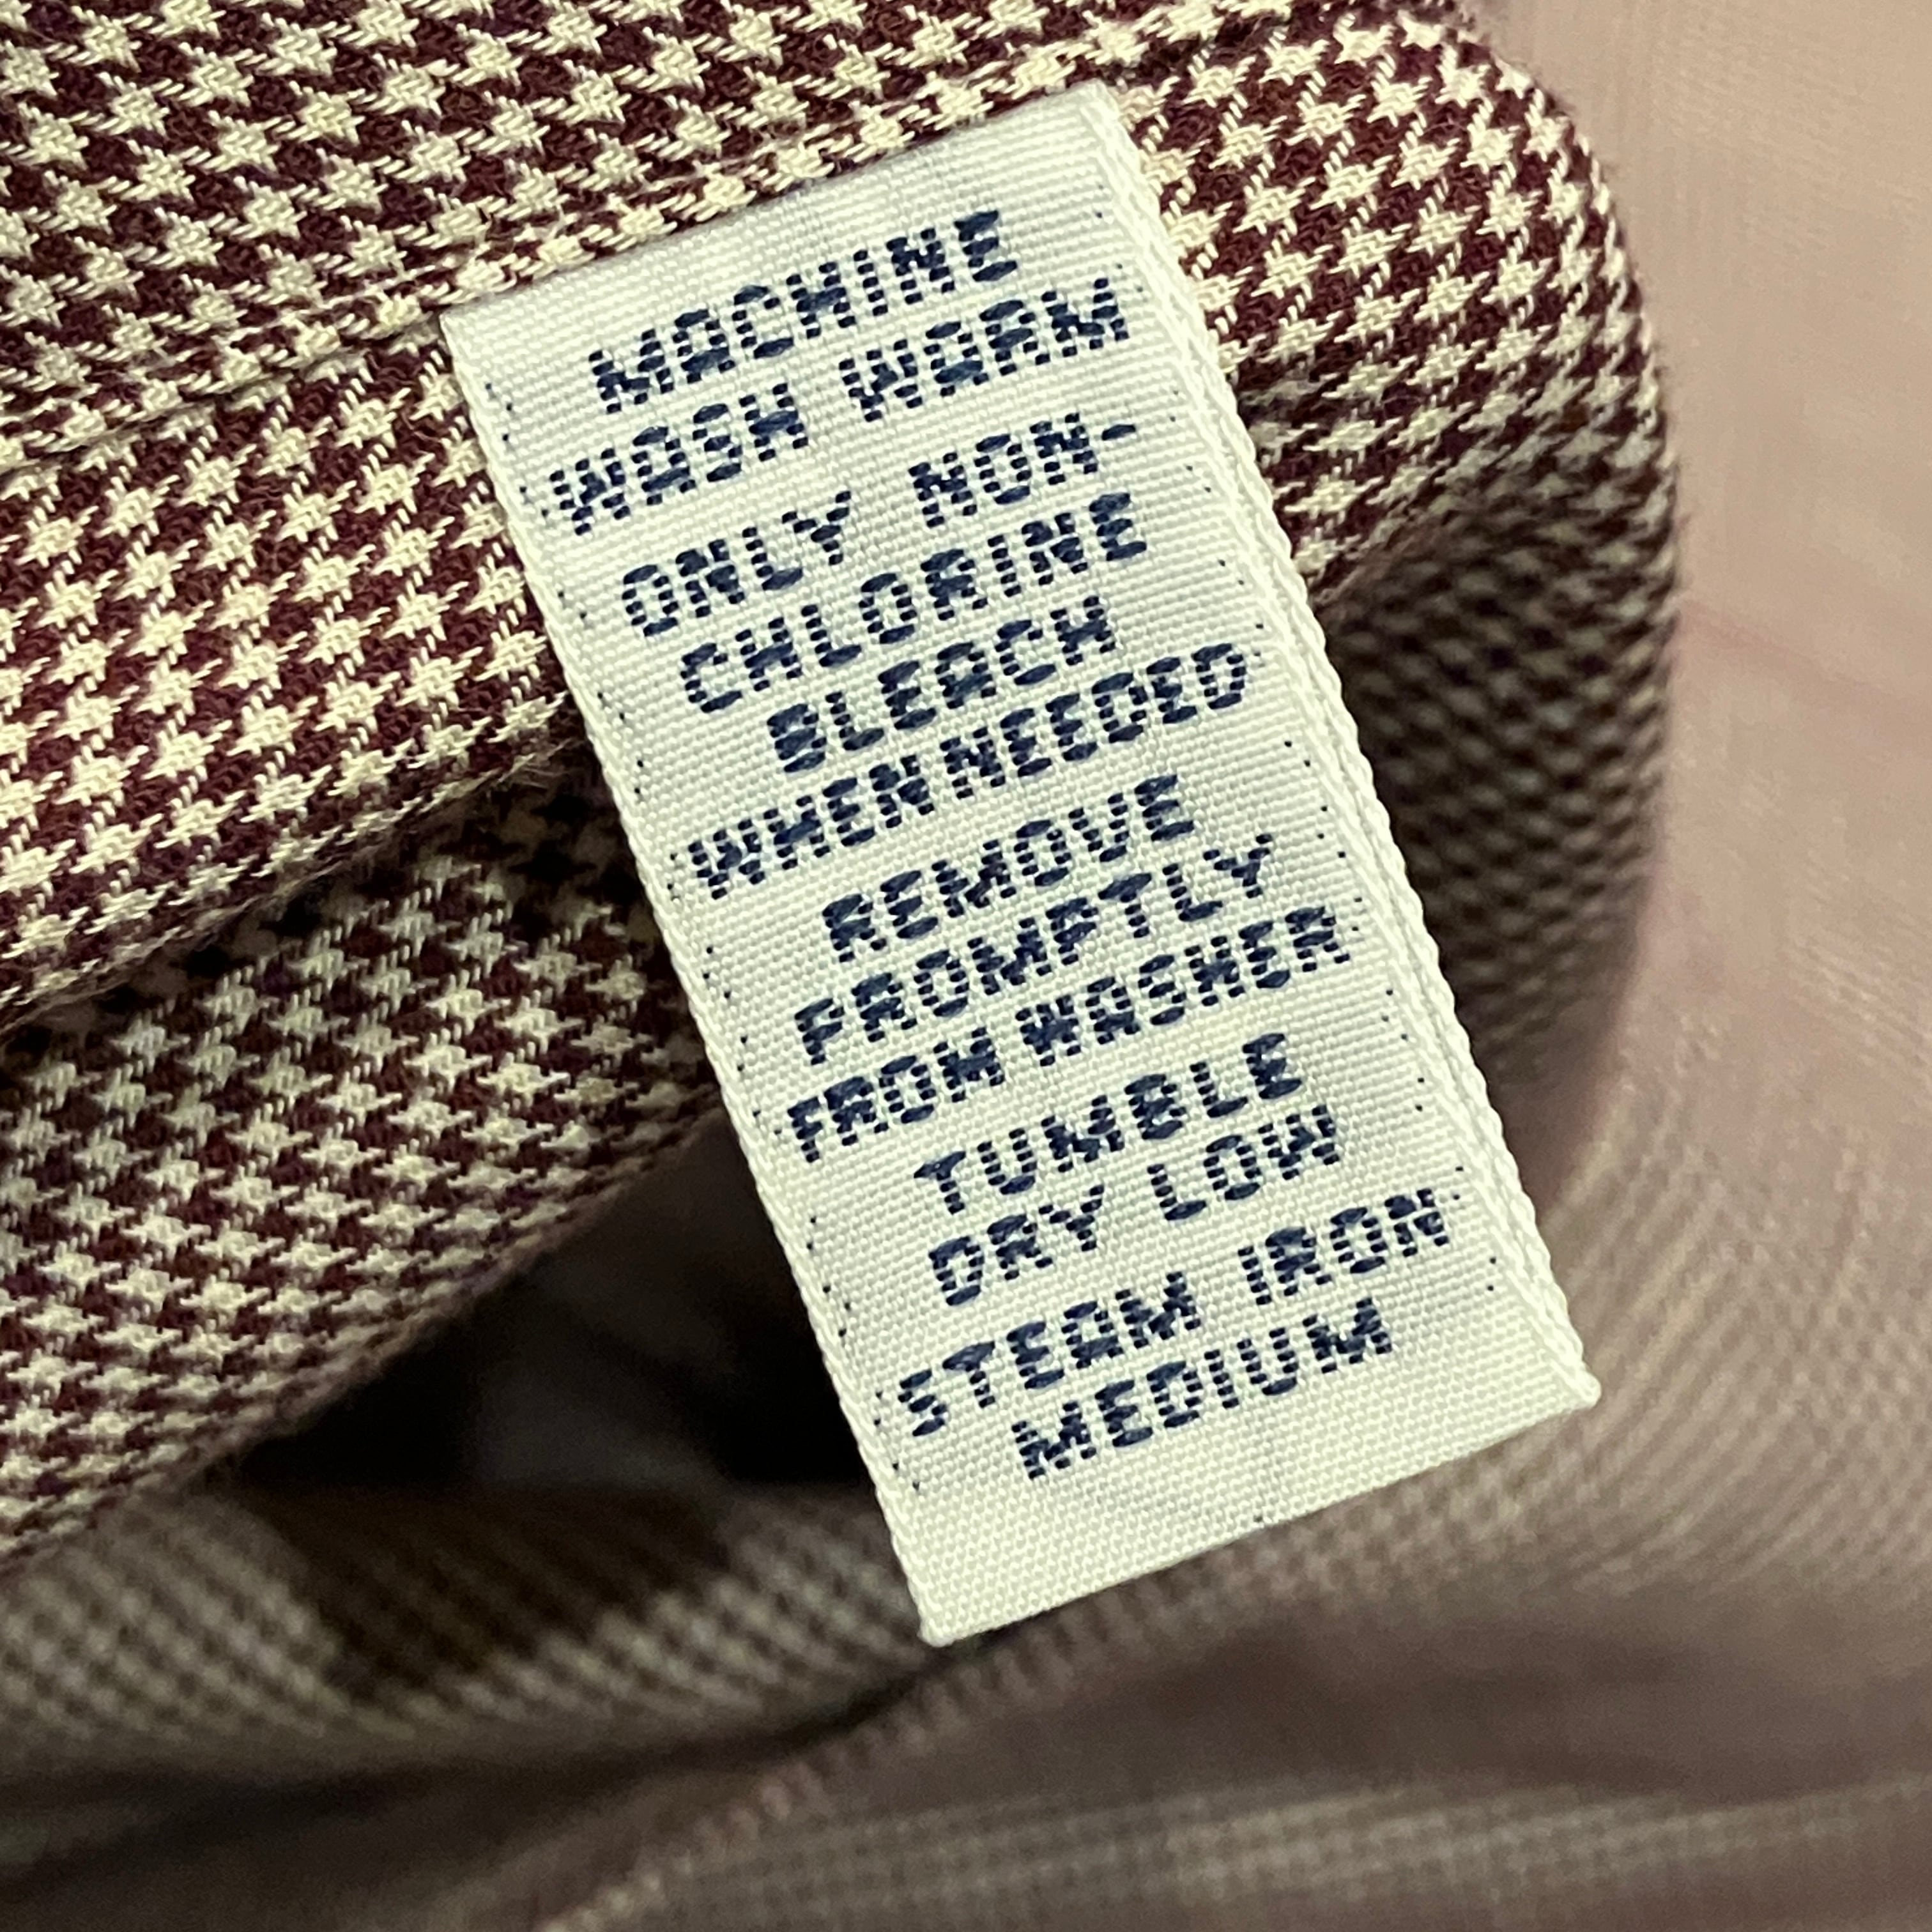 MACHINE
WASH WARM
ONLY NON-
CHLORINE
BLEACH
WHEN NEEDED
REMOVE
PROMPTLY
FROM WASHER
TUMBLE
DRY LOW
STEAM IRON
MEDIUM